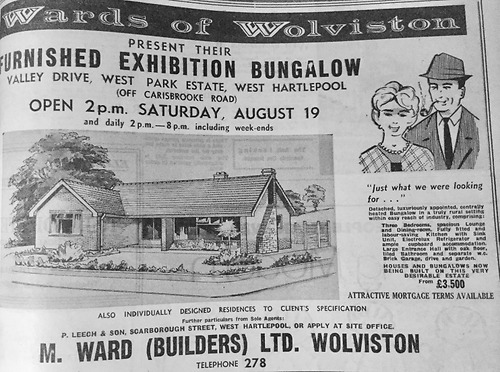 Wards of Wolviston
PRESENT THEIR
FURNISHED EXHIBITION BUNGALOW
VALLEY DRIVE, WEST PARK ESTATE, WEST HARTLEPOOL
(OFF CARISBROOKE ROAD)
OPEN 2 p.m. SATURDAY, AUGUST 19
and daily 2 p.m. — 8 p.m. including week-ends
"Just what we were looking
for . . ."
Detached, luxuriously appointed, centrally
heated Bungalow in a truly rural setting
within easy reach of industry, comprising:
Three Bedrooms, spacious Lounge
and Dining-room. Fully fitted and
labour-saving Kitchen with Sink
Unit, Electrolux Refrigerator and
ample cupboard accommodation.
Large Entrance Hall with oak floor,
tiled Bathroom and separate w.c.
Brick Garage, drive and garden.
HOUSES AND BUNGALOWS NOW
BEING BUILT ON THIS VERY
DESIRABLE ESTATE
From £3,500
ATTRACTIVE MORTGAGE TERMS AVAILABLE
ALSO INDIVIDUALLY DESIGNED RESIDENCES TO CLIENT'S SPECIFICATION
Further particulars from Sole Agents:
P. LEECH & SON, SCARBOROUGH STREET, WEST HARTLEPOOL, OR APPLY AT SITE OFFICE.
M. WARD (BUILDERS) LTD. WOLVISTON
TELEPHONE 278